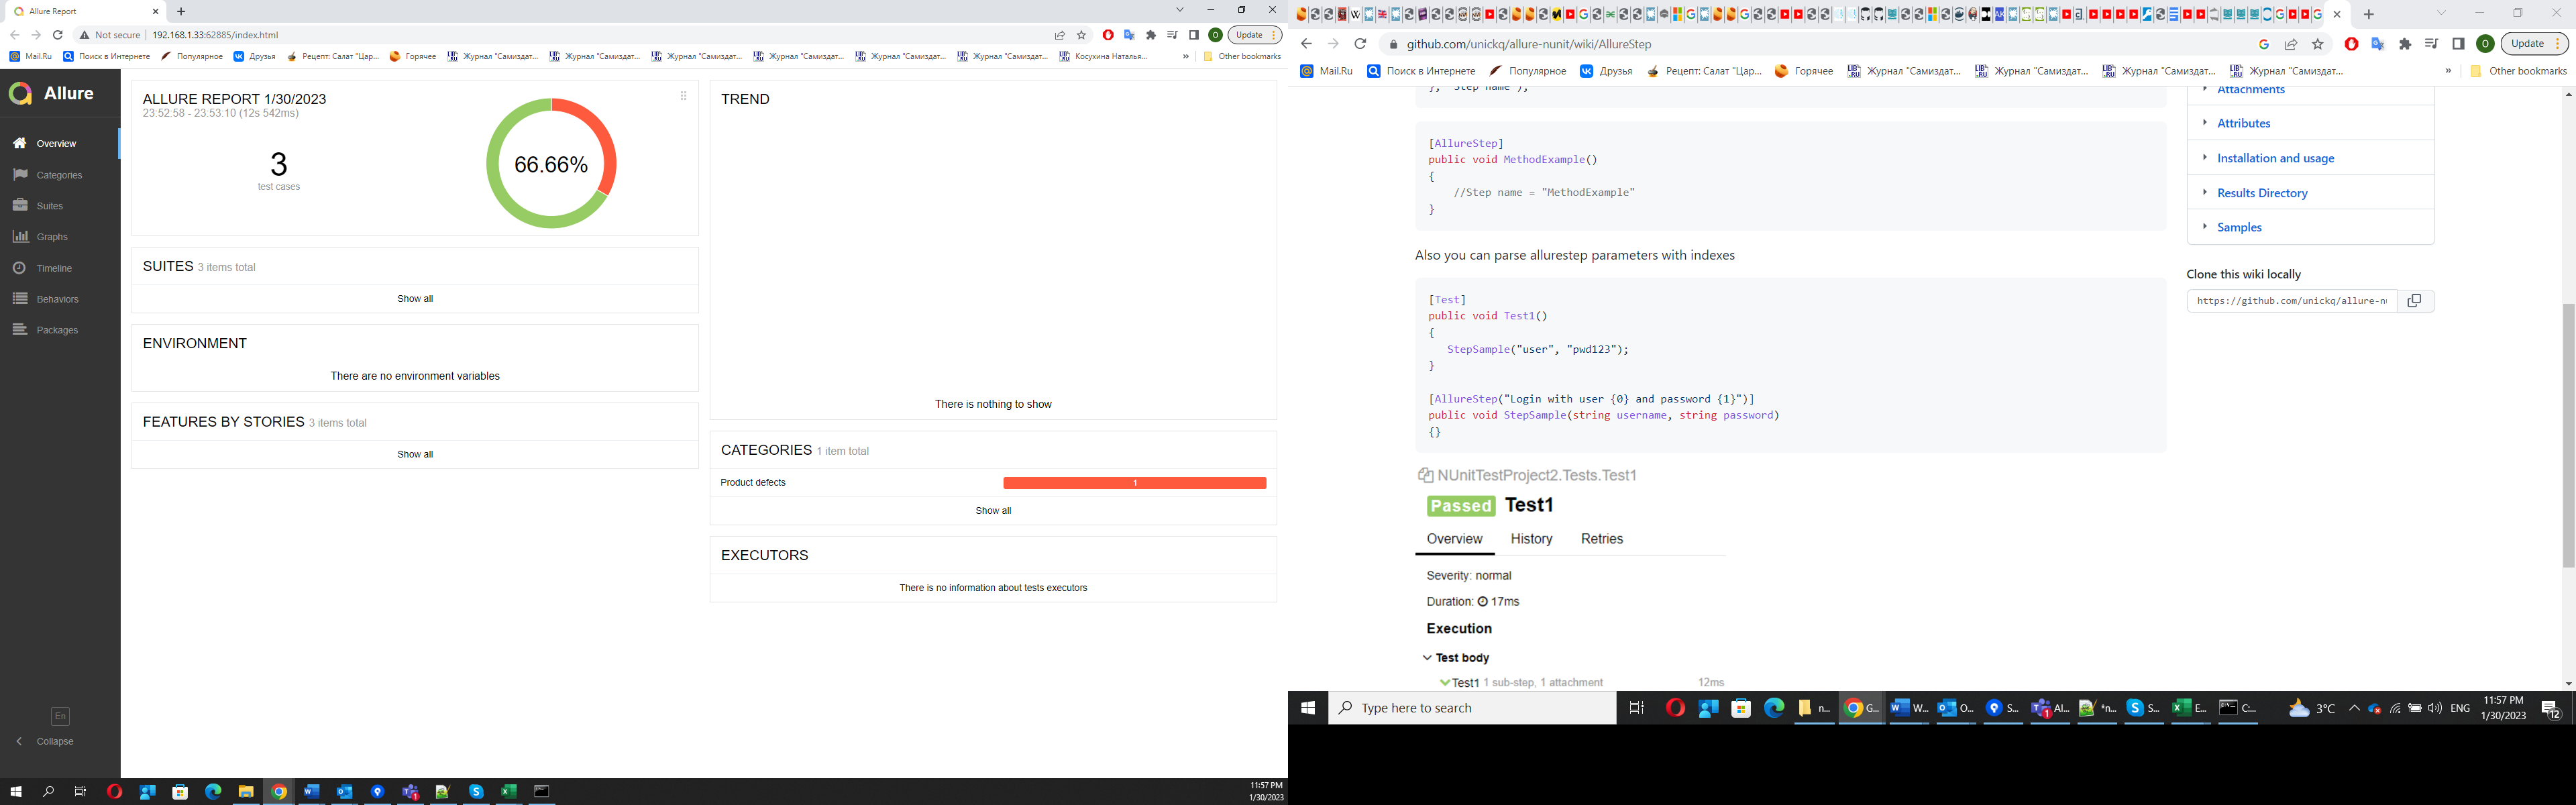 Allure Report
Not secure
192.168.1.33:62885/index.html
Update
Mail.Ru
Поиск в Интернете
Популярное
Друзья
Рецепт: Салат "Цар...
Горячее
Журнал "Самиздат...
Журнал "Самиздат...
Журнал "Самиздат...
Журнал "Самиздат...
Журнал "Самиздат...
Журнал "Самиздат...
Косухина Наталья...
»
Other bookmarks
Allure
Overview
Categories
Suites
Graphs
Timeline
Behaviors
Packages
En
Collapse
ALLURE REPORT 1/30/2023
23:52:58 - 23:53:10 (12s 542ms)
3
test cases
66.66%
SUITES 3 items total
Show all
ENVIRONMENT
There are no environment variables
FEATURES BY STORIES 3 items total
Show all
TREND
There is nothing to show
CATEGORIES 1 item total
Product defects
1
Show all
EXECUTORS
There is no information about tests executors
11:57 PM
1/30/2023
github.com/unickq/allure-nunit/wiki/AllureStep
Update
Mail.Ru
Поиск в Интернете
Популярное
Друзья
Рецепт: Салат "Цар...
Горячее
Журнал "Самиздат...
Журнал "Самиздат...
Журнал "Самиздат...
Журнал "Самиздат...
»
Other bookmarks
}, "Step name");
[AllureStep]
public void MethodExample()
{
//Step name = "MethodExample"
}
Also you can parse allurestep parameters with indexes
[Test]
public void Test1()
{
StepSample("user", "pwd123");
}
[AllureStep("Login with user {0} and password {1}")]
public void StepSample(string username, string password)
{}
NUnitTestProject2.Tests.Test1
Passed Test1
Overview History Retries
Severity: normal
Duration: 17ms
Execution
Test body
Test1 1 sub-step, 1 attachment 12ms
Attachments
Attributes
Installation and usage
Results Directory
Samples
Clone this wiki locally
https://github.com/unickq/allure-n
Type here to search
n...
G...
W...
O...
S...
Al...
*n...
S...
E...
C:...
3°C
ENG
11:57 PM
1/30/2023
12